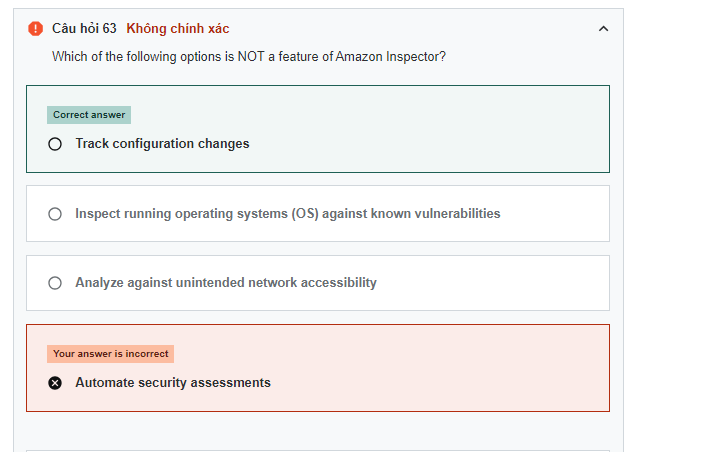 Câu hỏi 63 Không chính xác
Which of the following options is NOT a feature of Amazon Inspector?
Correct answer
Track configuration changes
Inspect running operating systems (OS) against known vulnerabilities
Analyze against unintended network accessibility
Your answer is incorrect
Automate security assessments